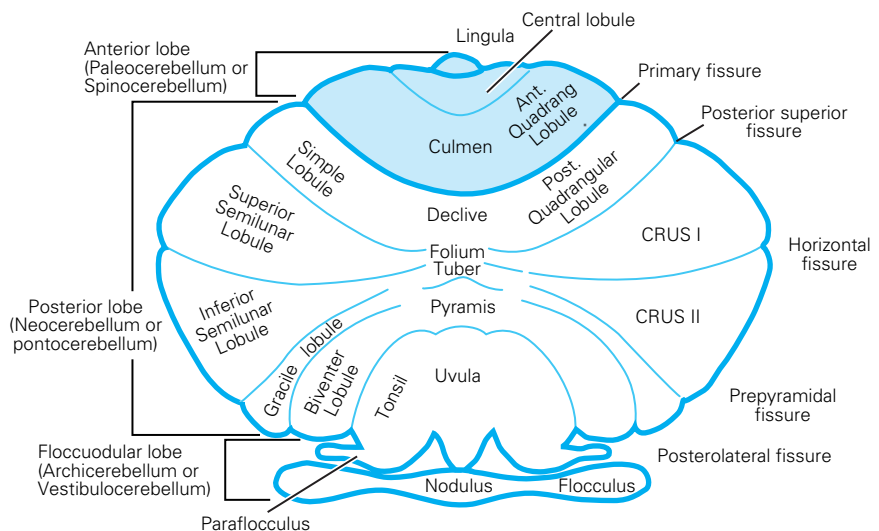 Central lobule
Lingula
Anterior lobe
(Paleocerebellum or
Spinocerebellum)
Primary fissure
Ant.
Quadrang
Lobule
Posterior superior
fissure
Culmen
Simple
Lobule
Post.
Quadrangular
Lobule
Superior
Semilunar
Lobule
Declive
CRUS I
Folium
Horizontal
fissure
Tuber
Posterior lobe
(Neocerebellum or
pontocerebellum)
Inferior
Semilunar
Lobule
Pyramis
CRUS II
Gracile lobule
Biventer
Lobule
Tonsil
Uvula
Prepyramidal
fissure
Floccuodular lobe
(Archicerebellum or
Vestibulocerebellum)
Posterolateral fissure
Nodulus
Flocculus
Paraflocculus